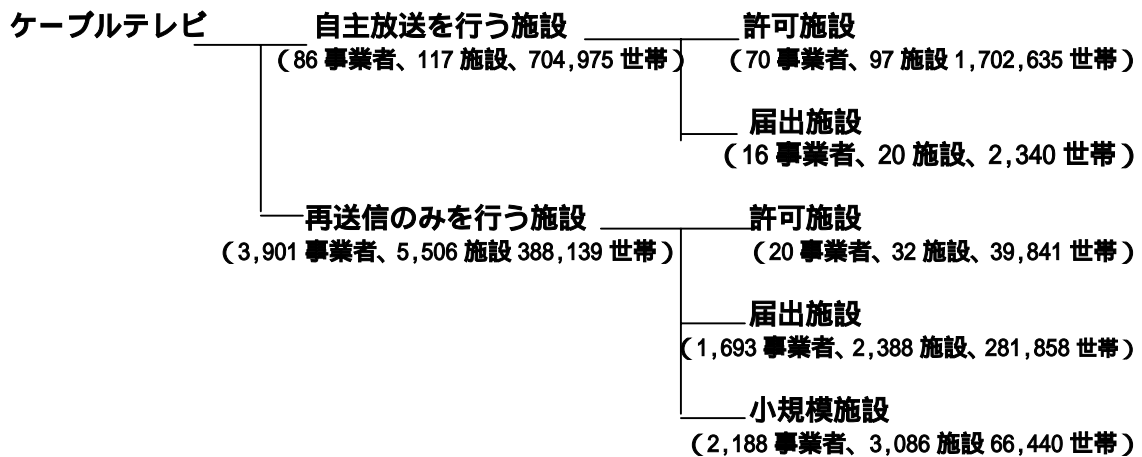 ケーブルテレビ 自主放送を行う施設 許可施設
(86 事業者、117 施設、704,975 世帯) (70 事業者、97 施設 1,702,635 世帯)
届出施設
(16 事業者、20 施設、2,340 世帯)
再送信のみを行う施設 許可施設
(3,901 事業者、5,506 施設 388,139 世帯) (20 事業者、32 施設、39,841 世帯)
届出施設
(1,693 事業者、2,388 施設、281,858 世帯)
小規模施設
(2,188 事業者、3,086 施設 66,440 世帯)